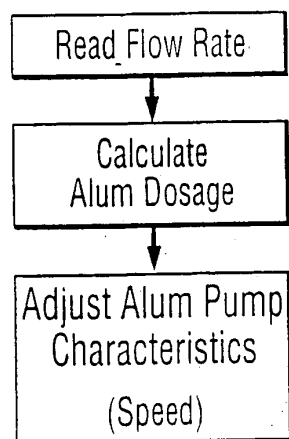 Read Flow Rate
Calculate
Alum Dosage
Adjust Alum Pump
Characteristics
(Speed)